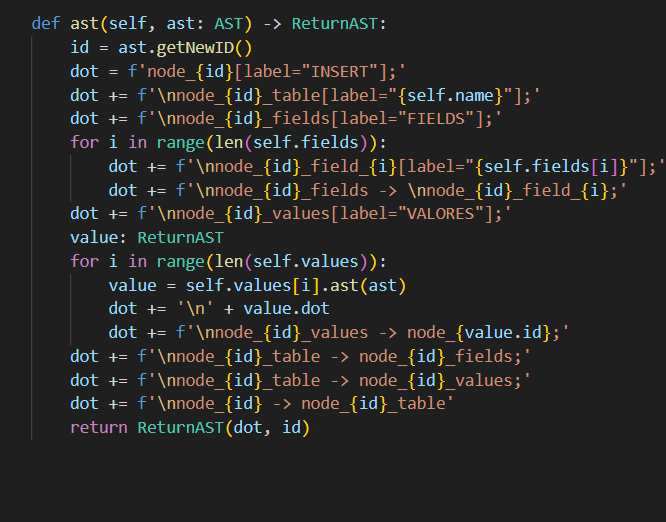 def ast(self, ast: AST) -> ReturnAST:
    id = ast.getNewID()
    dot = f'node_{id}[label="INSERT"];'
    dot += f'\nnode_{id}_table[label="{self.name}"];'
    dot += f'\nnode_{id}_fields[label="FIELDS"];'
    for i in range(len(self.fields)):
        dot += f'\nnode_{id}_field_{i}[label="{self.fields[i]}"];'
        dot += f'\nnode_{id}_fields -> \nnode_{id}_field_{i};'
    dot += f'\nnode_{id}_values[label="VALORES"];'
    value: ReturnAST
    for i in range(len(self.values)):
        value = self.values[i].ast(ast)
        dot += '\n' + value.dot
        dot += f'\nnode_{id}_values -> node_{value.id};'
    dot += f'\nnode_{id}_table -> node_{id}_fields;'
    dot += f'\nnode_{id}_table -> node_{id}_values;'
    dot += f'\nnode_{id} -> node_{id}_table'
    return ReturnAST(dot, id)